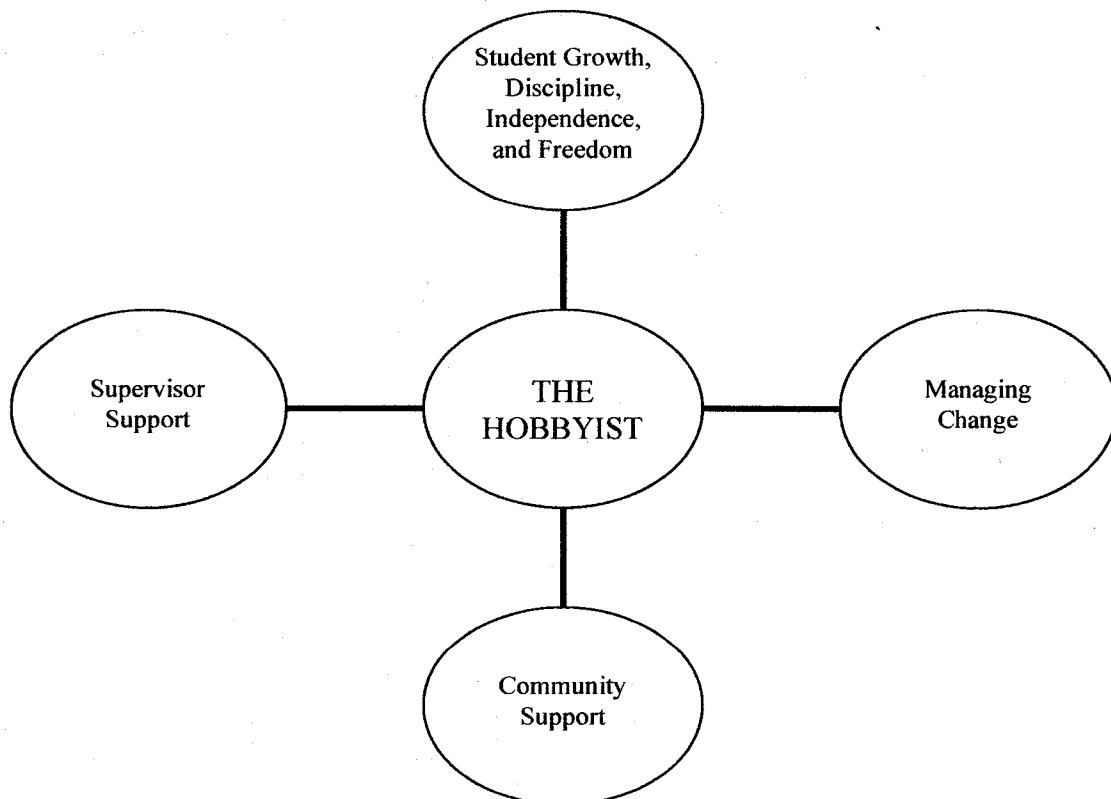 Student Growth,
Discipline,
Independence,
and Freedom
Supervisor
Support
THE
HOBBYIST
Managing
Change
Community
Support